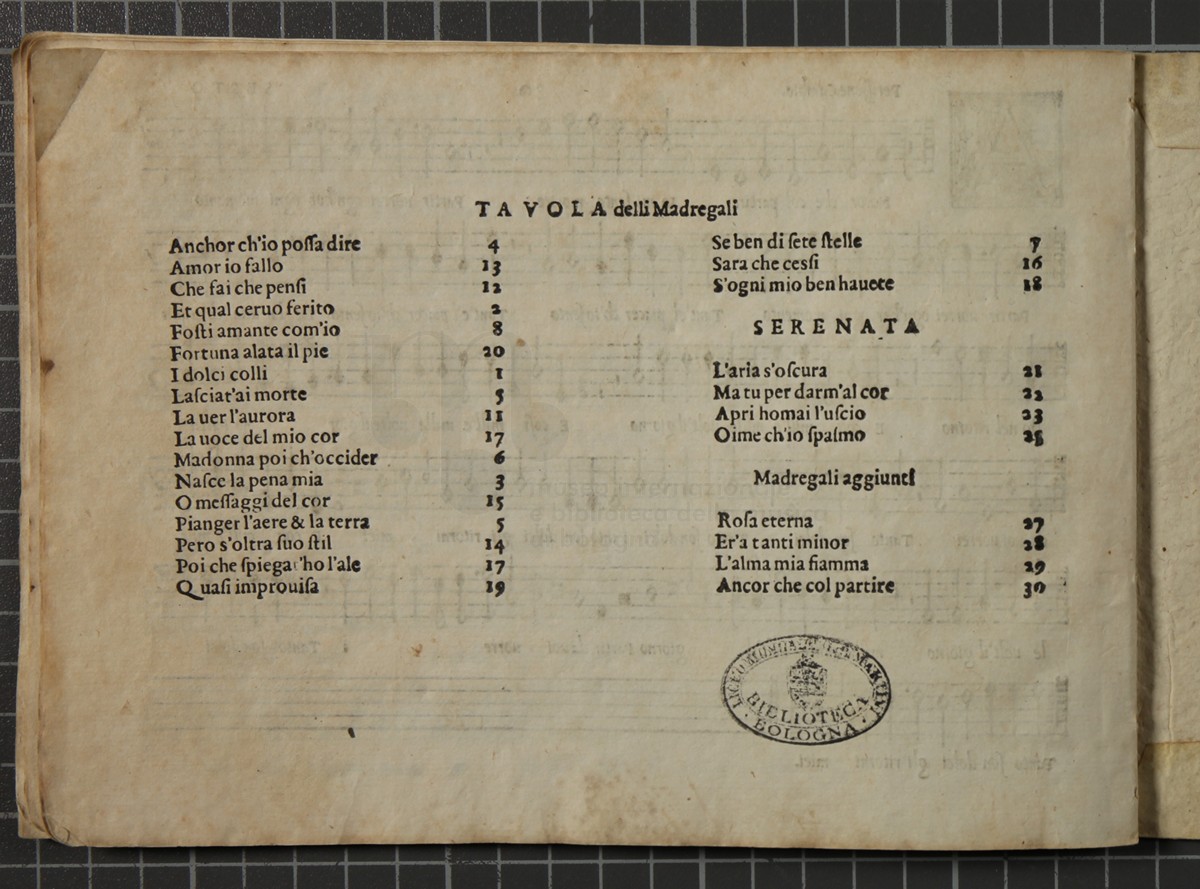 TAVOLA delli Madregali
Anchor ch'io poſſa dire 4
Amor io fallo 13
Che fai che penſi 12
Et qual ceruo ferito 2
Foſti amante com'io 8
Fortuna alata il pie 20
I dolci colli 1
Laſciat'ai morte 5
La uer l'aurora 11
La uoce del mio cor 17
Madonna poi ch'occider 6
Naſce la pena mia 3
O meſſaggi del cor 15
Pianger l'aere & la terra 5
Pero s'oltra ſuo ſtil 14
Poi che ſpiegat'ho l'ale 17
Quaſi improuiſa 19
Se ben di ſete ſtelle 7
Sara che cesſi 16
S'ogni mio ben hauete 18
SERENATA
L'aria s'oſcura 21
Ma tu per darm'al cor 22
Apri homai l'uſcio 23
Oime ch'io ſpaſmo 25
Madregali aggiunti
Roſa eterna 27
Er'a tanti minor 28
L'alma mia fiamma 29
Ancor che col partire 30
LICEO MARTINI
BIBLIOTECA
BOLOGNA